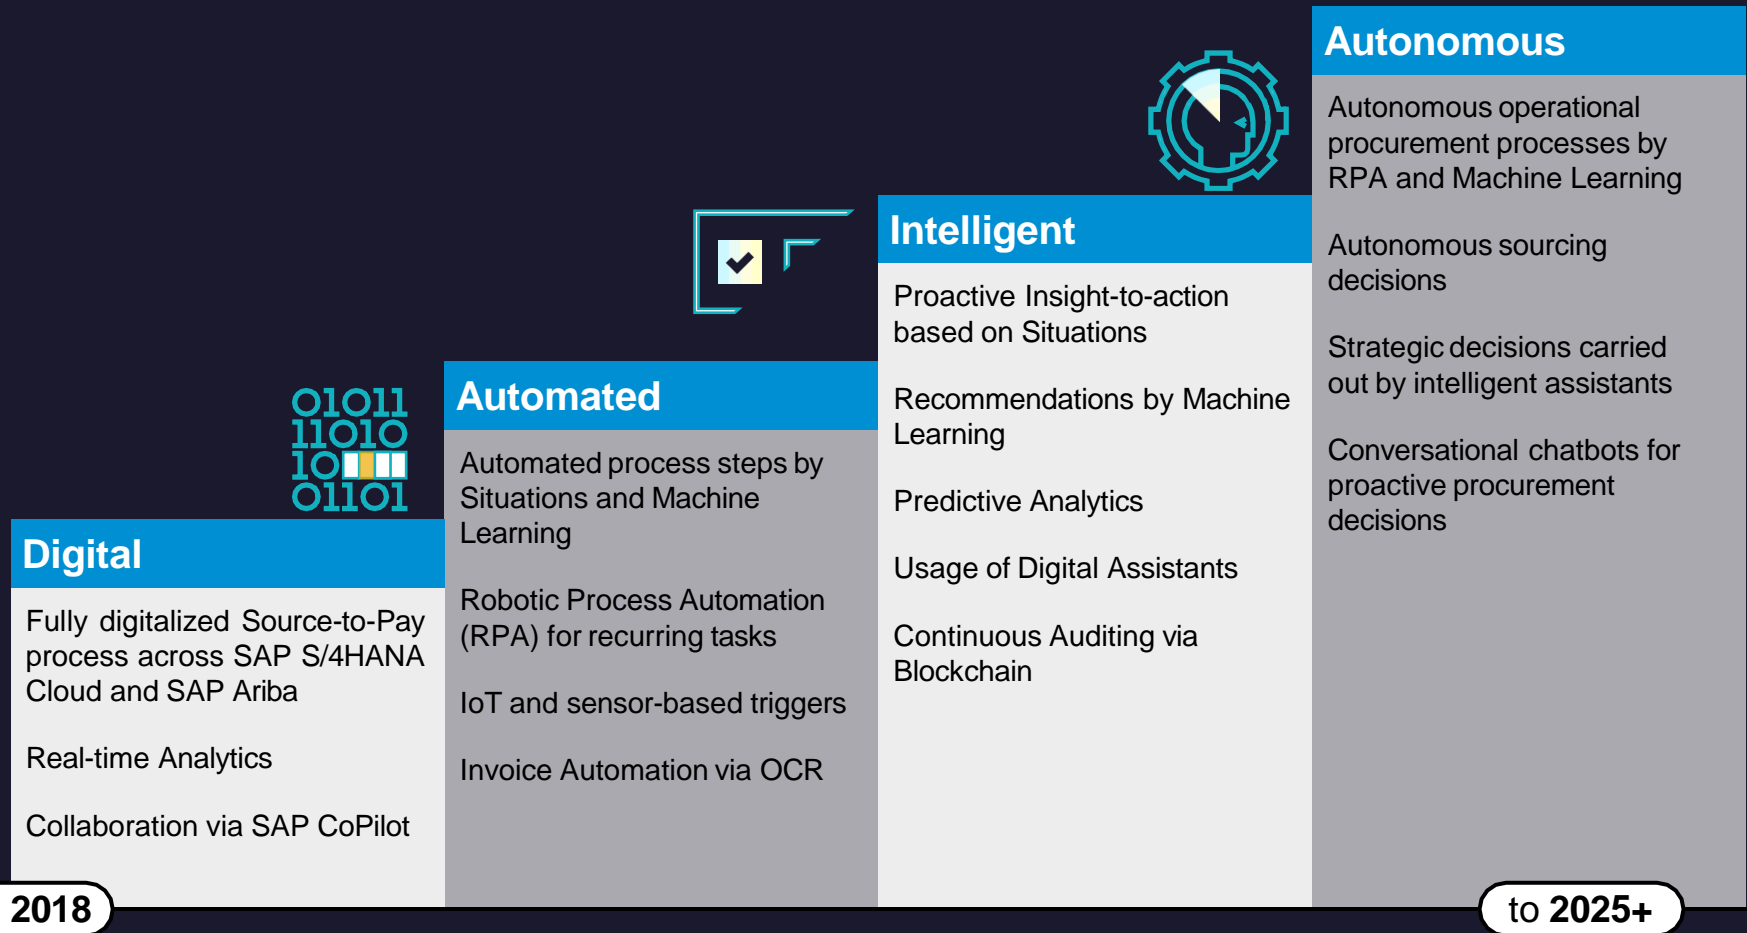 Autonomous
Autonomous operational
procurement processes by
RPA and Machine Learning
Autonomous sourcing
decisions
Strategic decisions carried
out by intelligent assistants
Conversational chatbots for
proactive procurement
decisions
Intelligent
Proactive Insight-to-action
based on Situations
Recommendations by Machine
Learning
Predictive Analytics
Usage of Digital Assistants
Continuous Auditing via
Blockchain
Automated
Automated process steps by
Situations and Machine
Learning
Robotic Process Automation
(RPA) for recurring tasks
IoT and sensor-based triggers
Invoice Automation via OCR
01011
11010
10
01101
Digital
Fully digitalized Source-to-Pay
process across SAP S/4HANA
Cloud and SAP Ariba
Real-time Analytics
Collaboration via SAP CoPilot
2018
to 2025+